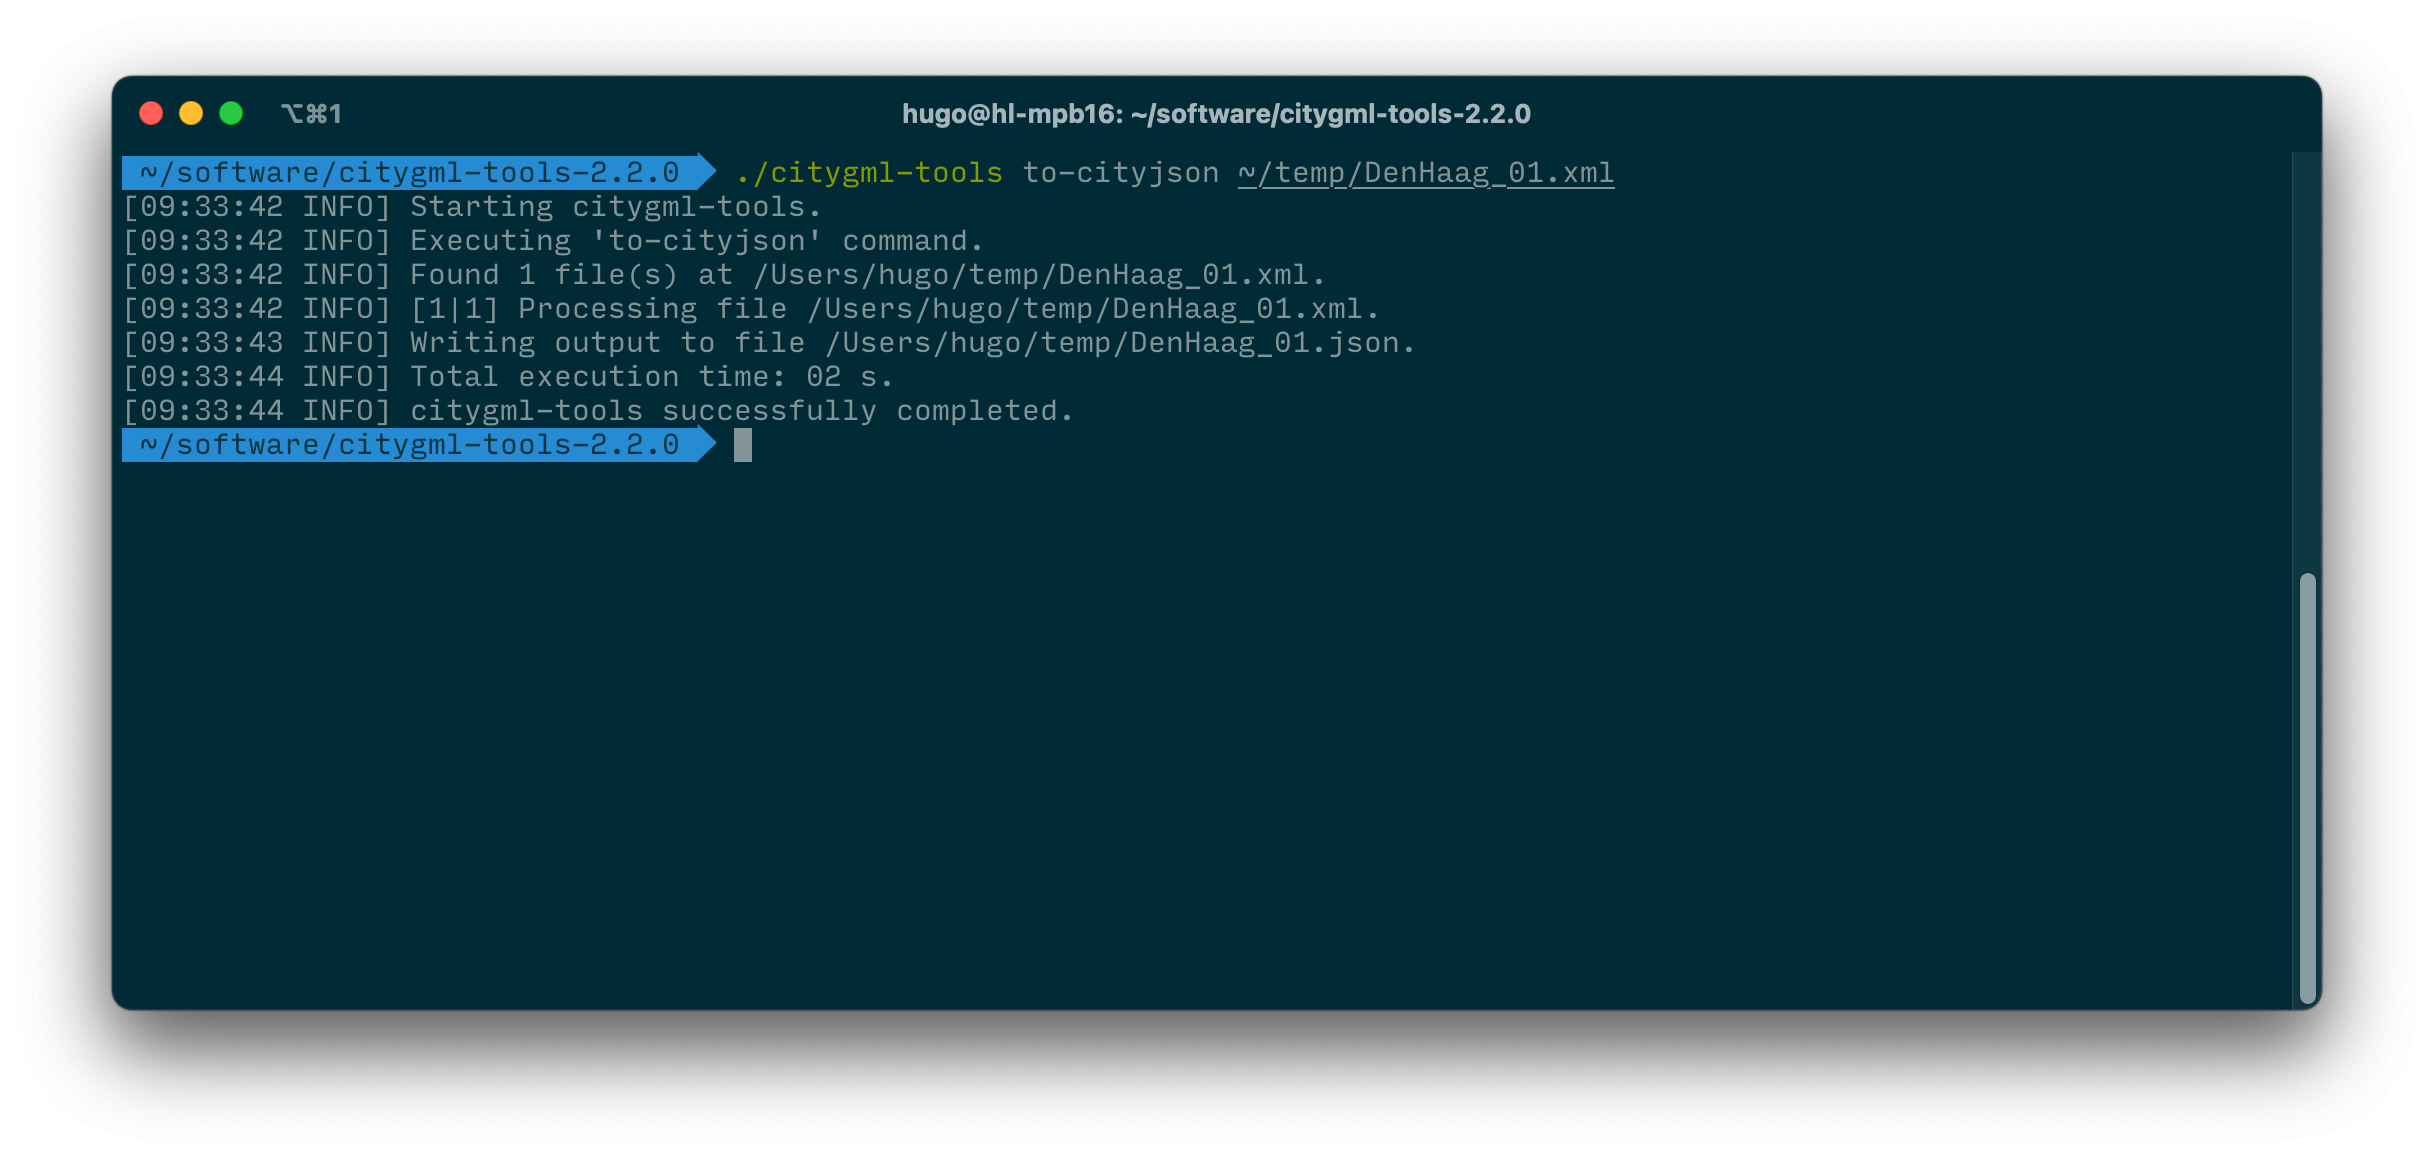 ⌥⌘1 hugo@hl-mpb16: ~/software/citygml-tools-2.2.0
~/software/citygml-tools-2.2.0 ./citygml-tools to-cityjson ~/temp/DenHaag_01.xml
[09:33:42 INFO] Starting citygml-tools.
[09:33:42 INFO] Executing 'to-cityjson' command.
[09:33:42 INFO] Found 1 file(s) at /Users/hugo/temp/DenHaag_01.xml.
[09:33:42 INFO] [1|1] Processing file /Users/hugo/temp/DenHaag_01.xml.
[09:33:43 INFO] Writing output to file /Users/hugo/temp/DenHaag_01.json.
[09:33:44 INFO] Total execution time: 02 s.
[09:33:44 INFO] citygml-tools successfully completed.
~/software/citygml-tools-2.2.0